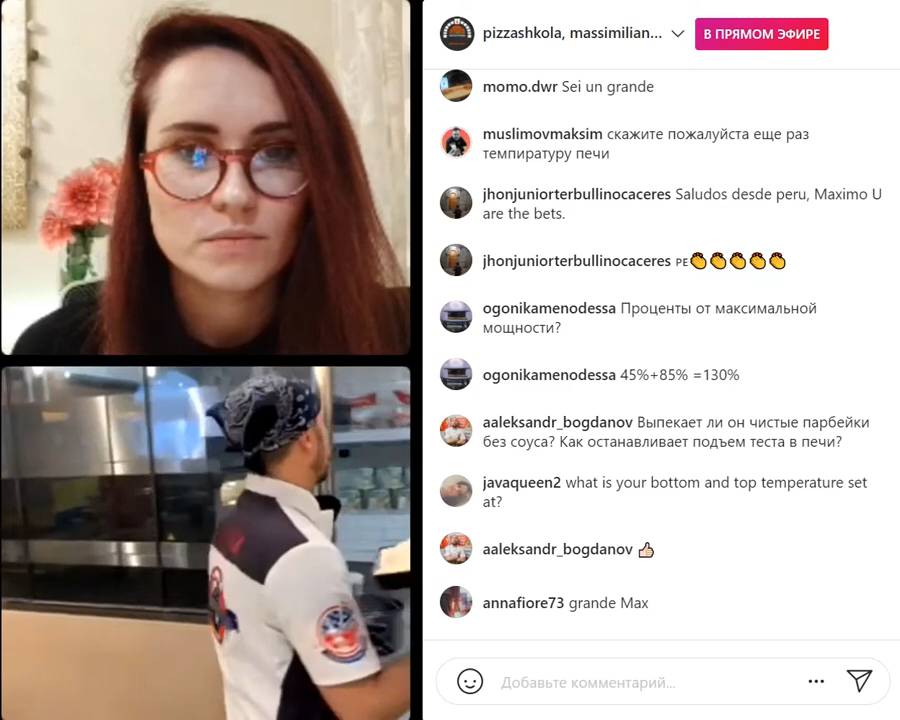 pizzashkola, massimilian...
В ПРЯМОМ ЭФИРЕ
momo.dwr Sei un grande
muslimovmaksim скажите пожалуйста еще раз
темпиратуру печи
jhonjuniorterbullinocaceres Saludos desde peru, Maximo U
are the bets.
jhonjuniorterbullinocaceres PE👏👏👏👏👏
ogonikamenodessa Проценты от максимальной
мощности?
ogonikamenodessa 45%+85% =130%
aaleksandr_bogdanov Выпекает ли он чистые парбейки
без соуса? Как останавливает подъем теста в печи?
javaqueen2 what is your bottom and top temperature set
at?
aaleksandr_bogdanov 👍🏻
annafiore73 grande Max
Добавьте комментарий...